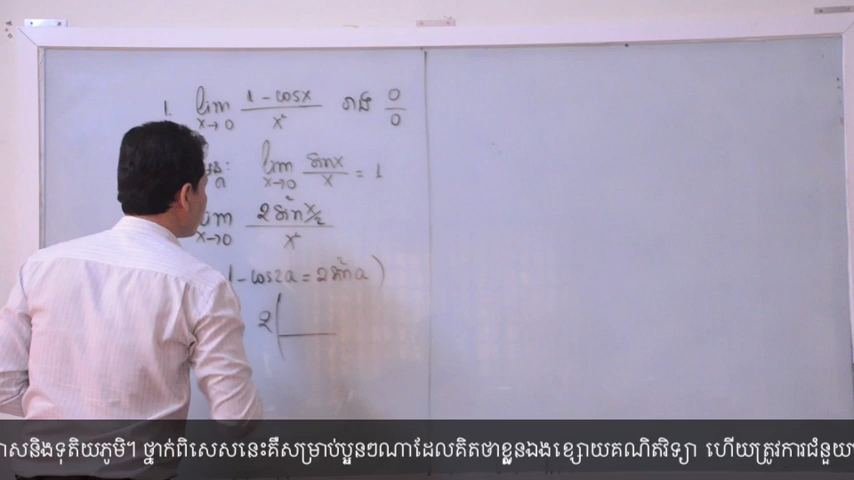 1. lim x→0 (1 - cosx)/x² រាង 0/0
lim x→0 sinx/x = 1
lim x→0 2sin²x/2 / x²
1 - cos2a = 2sin²a)
2(
សនិងទុតិយភូមិ។ ថ្នាក់ពិសេសនេះគឺសម្រាប់ប្អូនៗណាដែលគិតថាខ្លួនឯងខ្សោយគណិតវិទ្យា ហើយត្រូវការជំនួយ